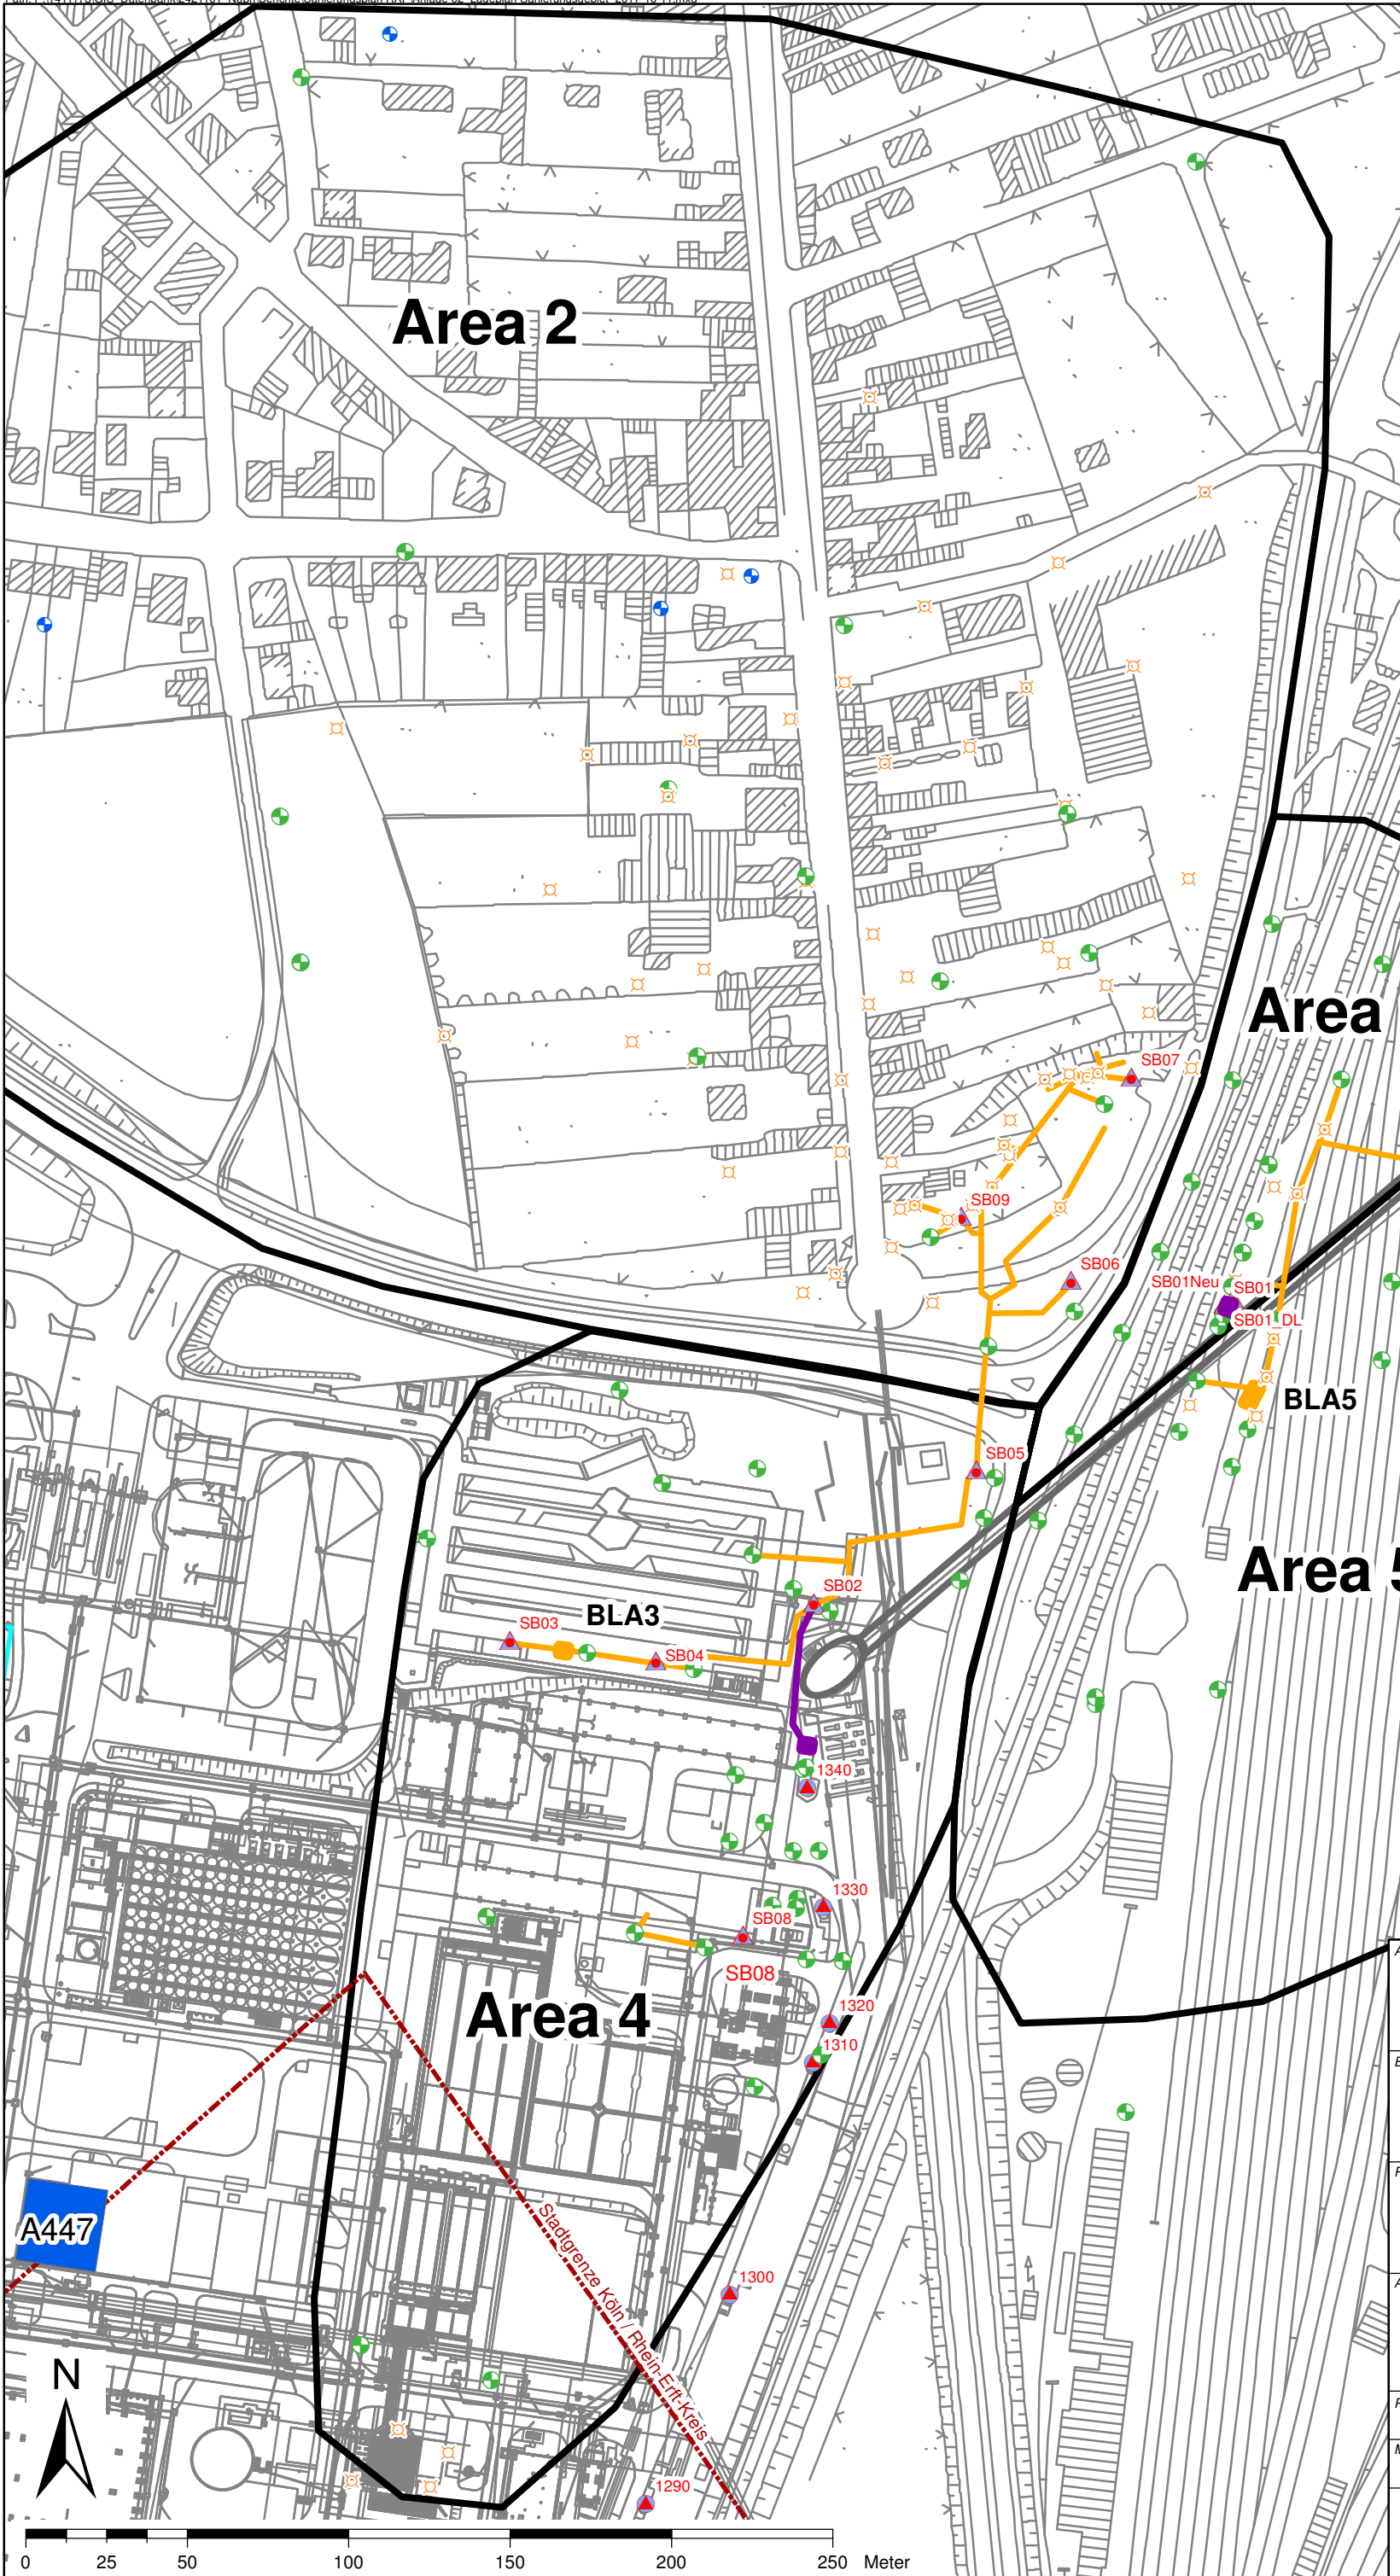 Area 2
Area
SB07
SB09
SB06
SB01Neu
SB01
SB01_DL
BLA5
SB05
Area 5
SB02
BLA3
SB03
SB04
1340
1330
SB08
SB08
1320
Area 4
1310
Stadtgrenze Köln / Rhein-Erft-Kreis
A447
1300
N
1290
0 25 50 100 150 200 250 Meter